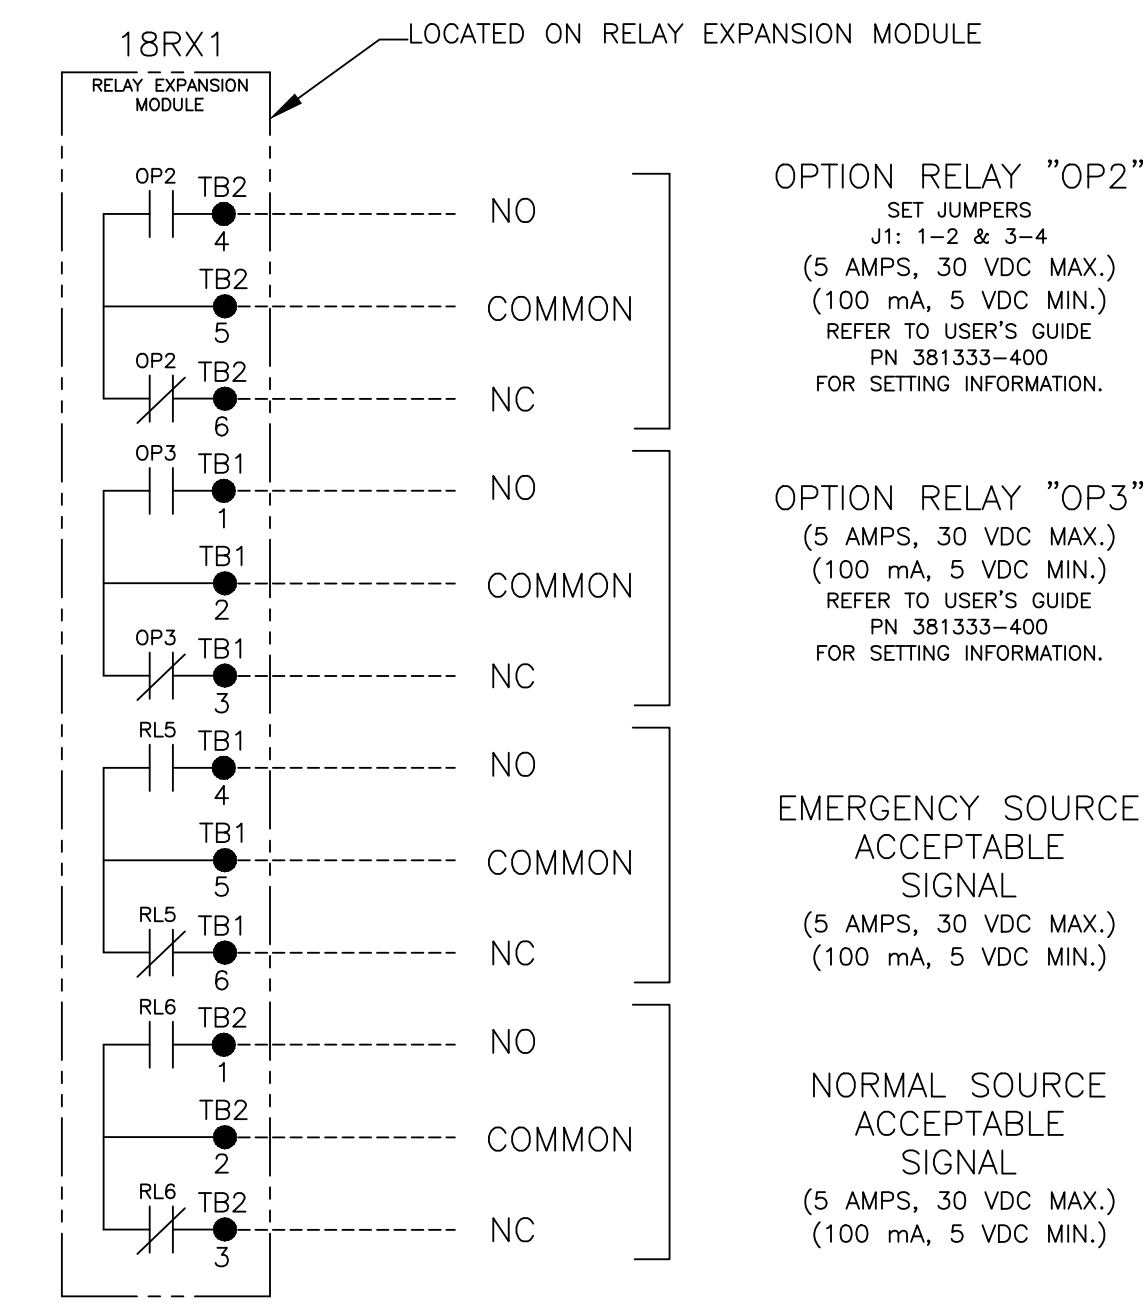 18RX1
LOCATED ON RELAY EXPANSION MODULE
RELAY EXPANSION
MODULE
OP2
TB2
4
NO
TB2
5
COMMON
OP2
TB2
6
NC
OPTION RELAY "OP2"
SET JUMPERS
J1: 1-2 & 3-4
(5 AMPS, 30 VDC MAX.)
(100 mA, 5 VDC MIN.)
REFER TO USER'S GUIDE
PN 381333-400
FOR SETTING INFORMATION.
OP3
TB1
1
NO
TB1
2
COMMON
OP3
TB1
3
NC
OPTION RELAY "OP3"
(5 AMPS, 30 VDC MAX.)
(100 mA, 5 VDC MIN.)
REFER TO USER'S GUIDE
PN 381333-400
FOR SETTING INFORMATION.
RL5
TB1
4
NO
TB1
5
COMMON
RL5
TB1
6
NC
EMERGENCY SOURCE
ACCEPTABLE
SIGNAL
(5 AMPS, 30 VDC MAX.)
(100 mA, 5 VDC MIN.)
RL6
TB2
1
NO
TB2
2
COMMON
RL6
TB2
3
NC
NORMAL SOURCE
ACCEPTABLE
SIGNAL
(5 AMPS, 30 VDC MAX.)
(100 mA, 5 VDC MIN.)